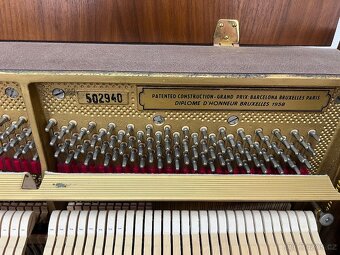 502940
PATENTED CONSTRUCTION-GRAND PRIX BARCELONA BRUXELLES PARIS
DIPLOME D'HONNEUR BRUXELLES 1958